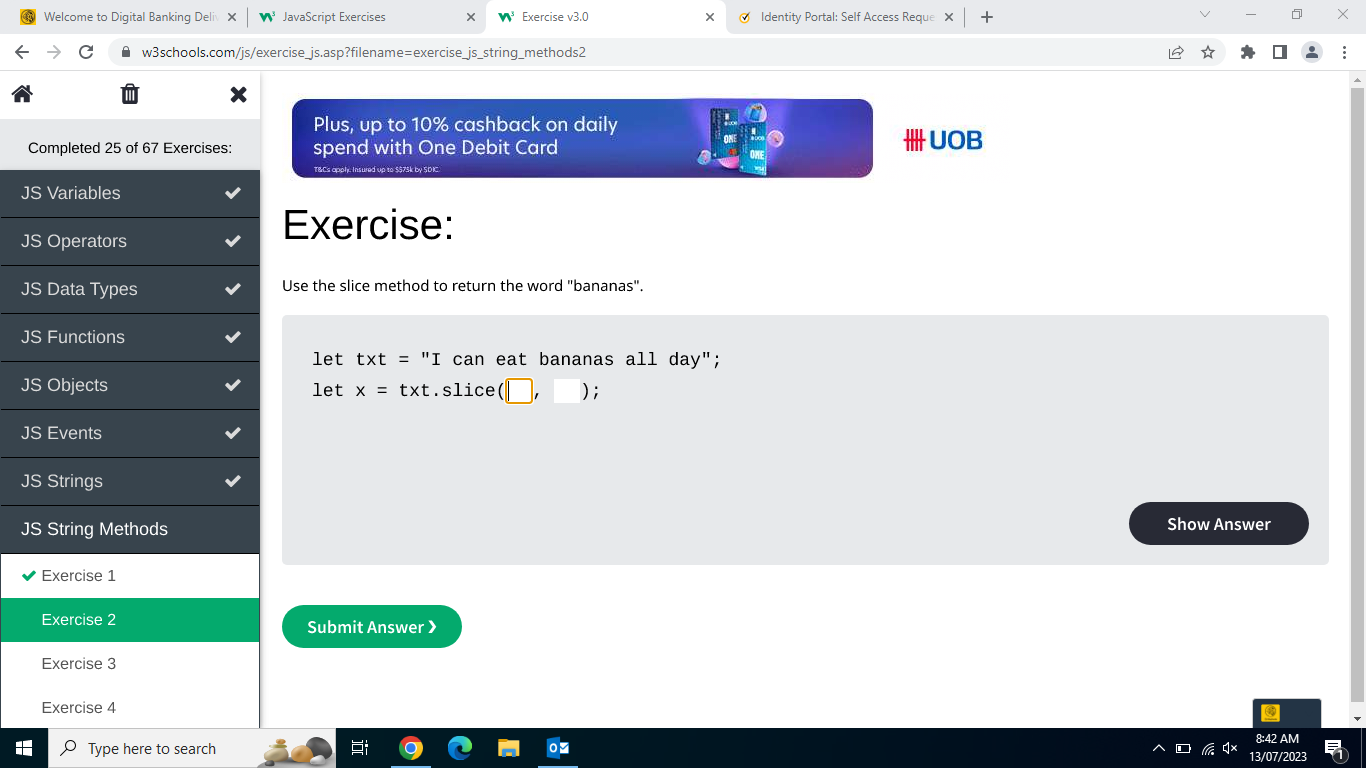 Welcome to Digital Banking Deliv
JavaScript Exercises
Exercise v3.0
Identity Portal: Self Access Reque
w3schools.com/js/exercise_js.asp?filename=exercise_js_string_methods2
Completed 25 of 67 Exercises:
JS Variables
JS Operators
JS Data Types
JS Functions
JS Objects
JS Events
JS Strings
JS String Methods
Exercise 1
Exercise 2
Exercise 3
Exercise 4
Plus, up to 10% cashback on daily
spend with One Debit Card
T&Cs apply. Insured up to S$75k by SDIC.
UOB
ONE
ONE
UOB
Exercise:
Use the slice method to return the word "bananas".
let txt = "I can eat bananas all day";
let x = txt.slice( , );
Show Answer
Submit Answer ❯
Type here to search
8:42 AM
13/07/2023
1